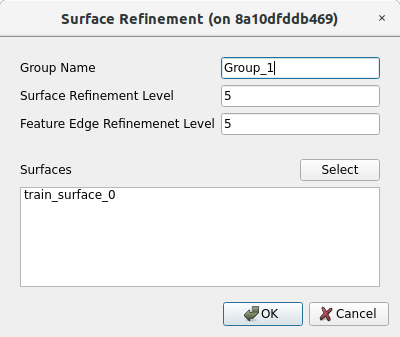 Surface Refinement (on 8a10dfddb469)
×
Group Name
Group_1
Surface Refinement Level
5
Feature Edge Refinemenet Level
5
Surfaces
Select
train_surface_0
OK
Cancel